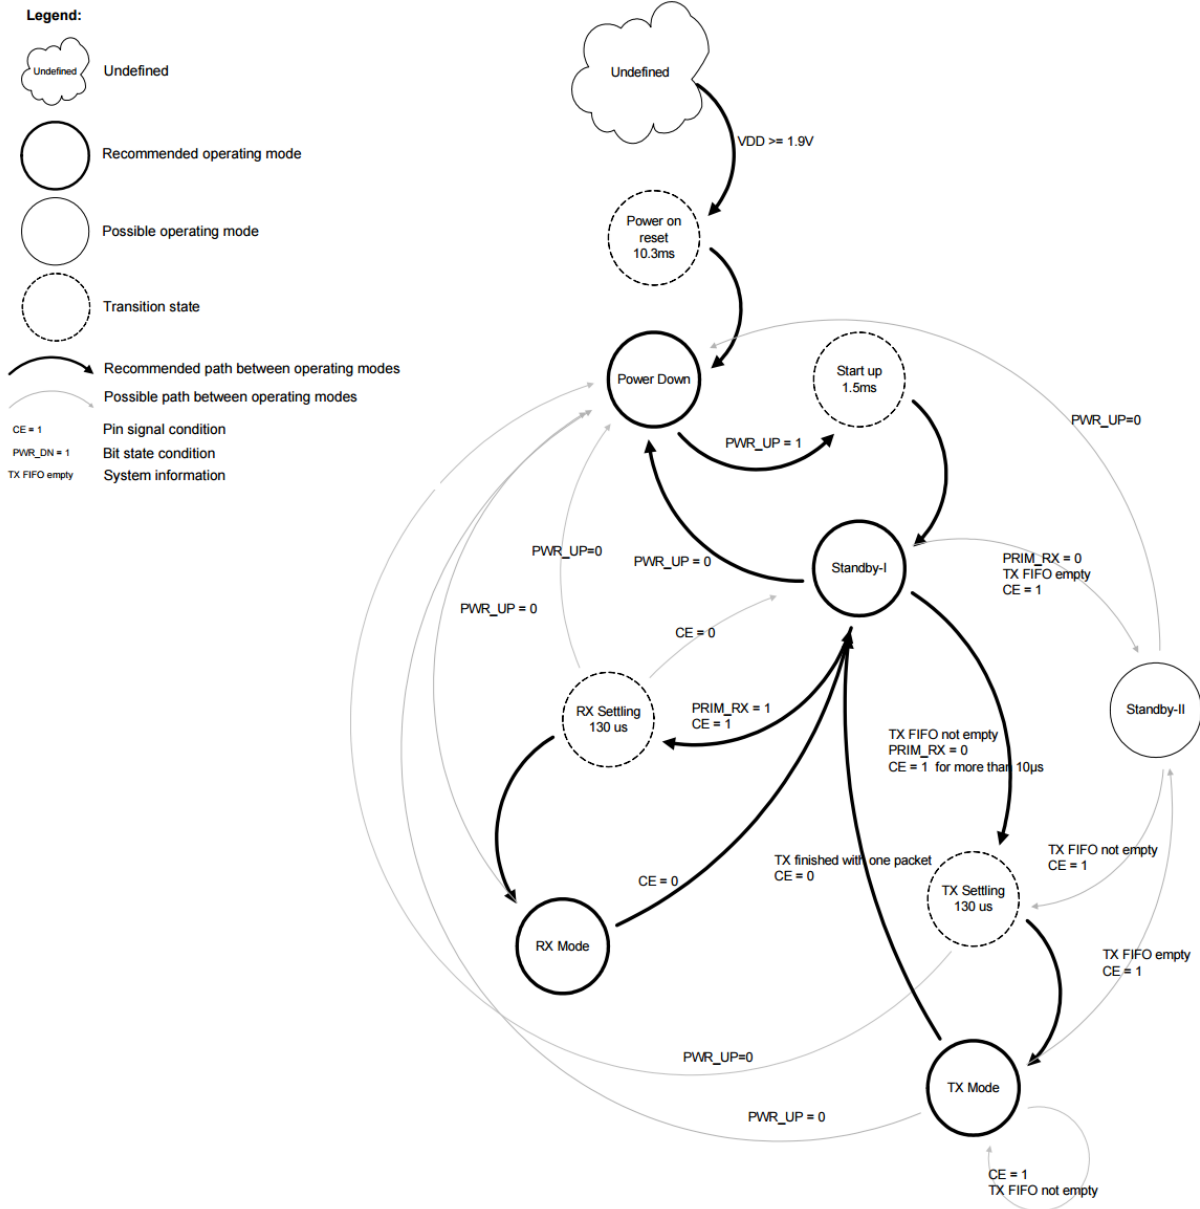 Legend:
Undefined
Undefined
Recommended operating mode
Possible operating mode
Transition state
Recommended path between operating modes
Possible path between operating modes
CE = 1
Pin signal condition
PWR_DN = 1
Bit state condition
TX FIFO empty
System information
Undefined
VDD >= 1.9V
Power on
reset
10.3ms
Power Down
Start up
1.5ms
PWR_UP=0
PWR_UP = 1
PWR_UP=0
PWR_UP = 0
Standby-I
PRIM_RX = 0
TX FIFO empty
CE = 1
PWR_UP = 0
CE = 0
RX Settling
130 us
PRIM_RX = 1
CE = 1
Standby-II
TX FIFO not empty
PRIM_RX = 0
CE = 1 for more than 10µs
TX FIFO not empty
CE = 1
TX finished with one packet
CE = 0
CE = 0
TX Settling
130 us
RX Mode
TX FIFO empty
CE = 1
PWR_UP=0
TX Mode
PWR_UP = 0
CE = 1
TX FIFO not empty